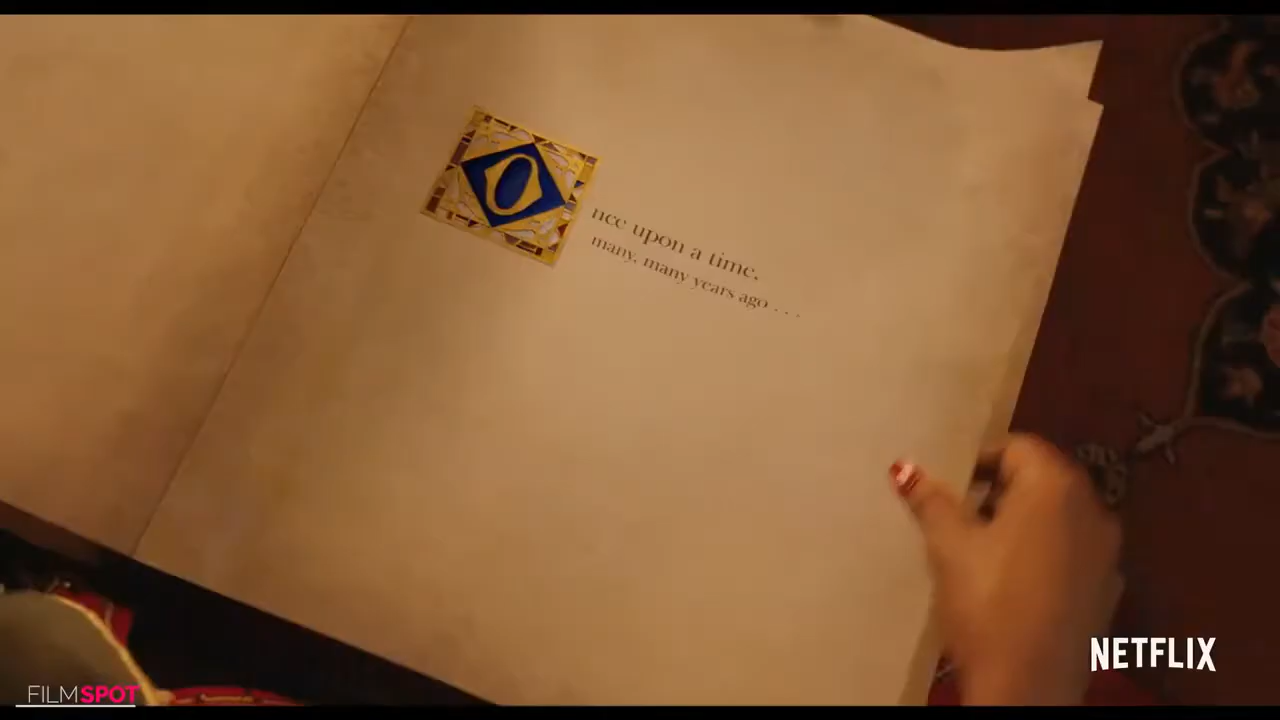 Once upon a time,
many, many years ago . . .
NETFLIX
FILMSPOT